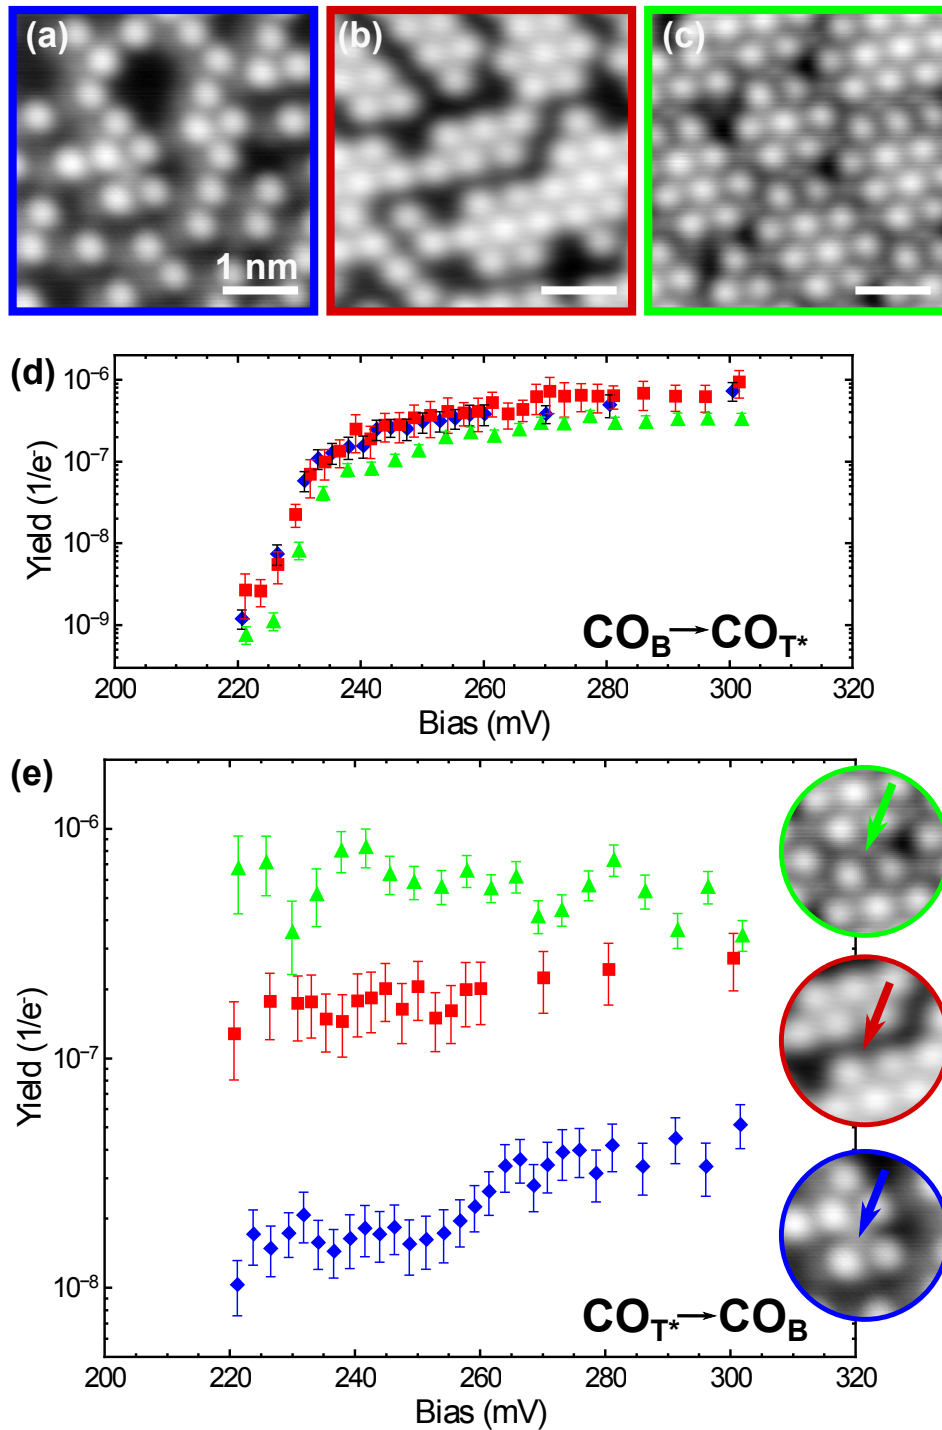 (a) (b) (c)
1 nm
(d)
Yield (1/e⁻)
10⁻⁶
10⁻⁷
10⁻⁸
10⁻⁹
CO_B→CO_T*
200 220 240 260 280 300 320
Bias (mV)
(e)
Yield (1/e⁻)
10⁻⁶
10⁻⁷
10⁻⁸
CO_T*→CO_B
200 220 240 260 280 300 320
Bias (mV)